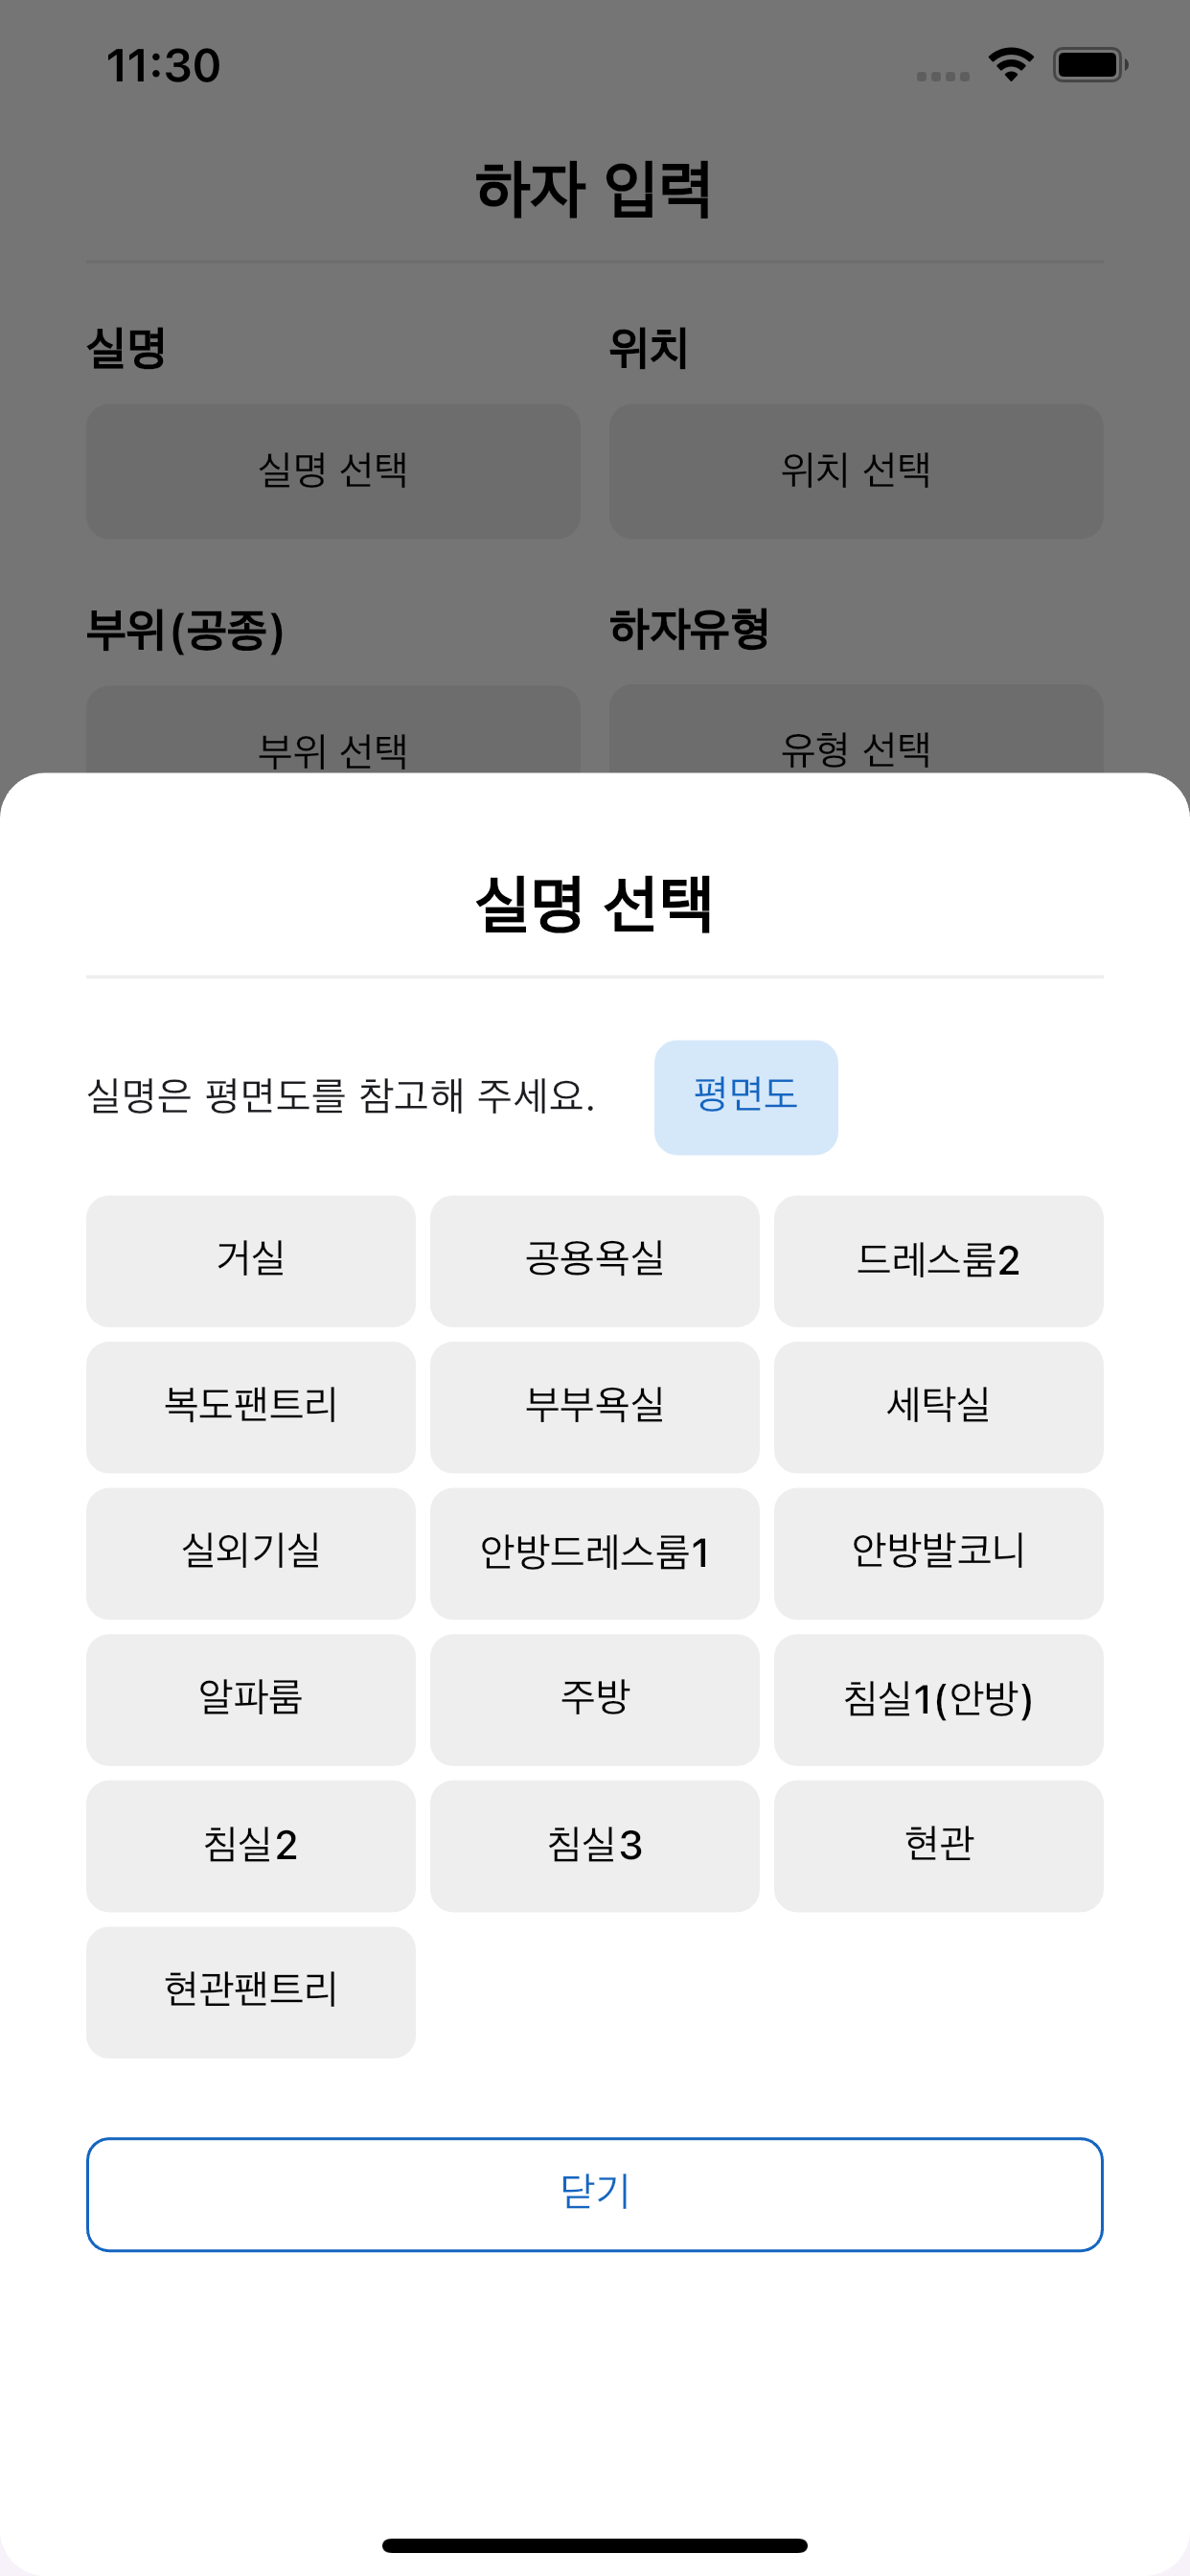 11:30
하자 입력
실명 위치
실명 선택 위치 선택
부위(공종) 하자유형
부위 선택 유형 선택
실명 선택
실명은 평면도를 참고해 주세요. 평면도
거실 공용욕실 드레스룸2
복도팬트리 부부욕실 세탁실
실외기실 안방드레스룸1 안방발코니
알파룸 주방 침실1(안방)
침실2 침실3 현관
현관팬트리
닫기